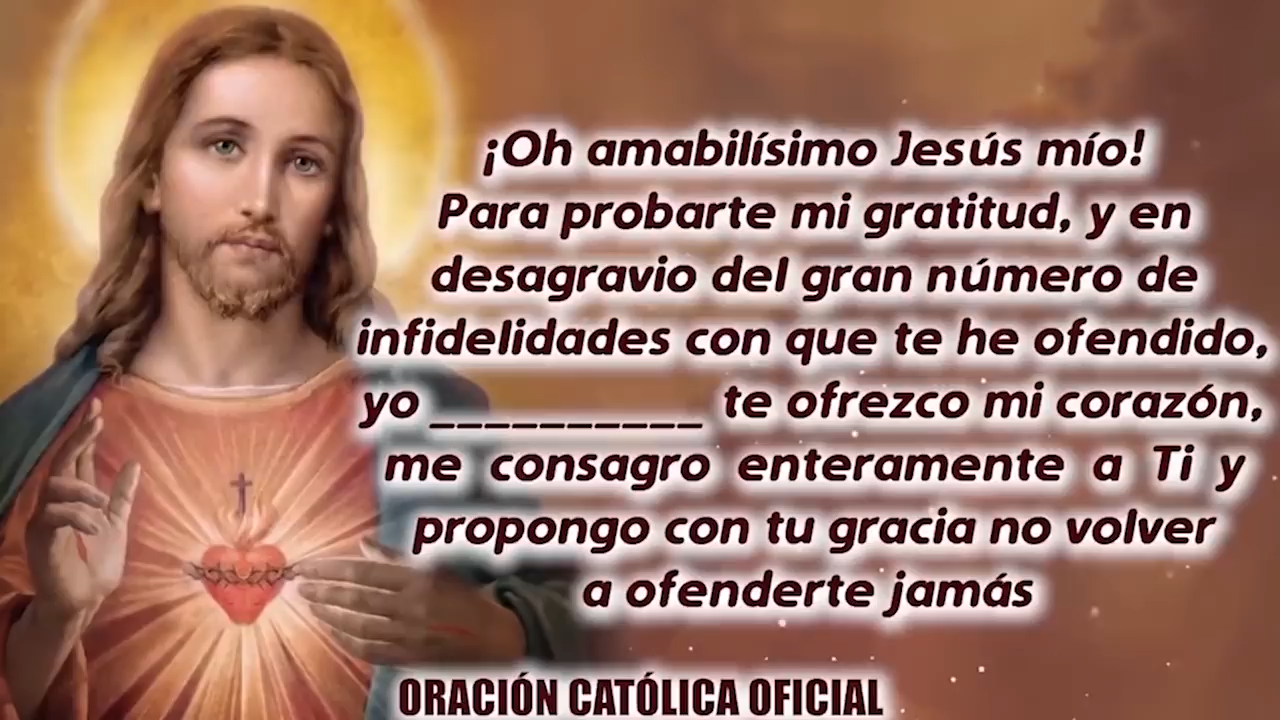 ¡Oh amabilísimo Jesús mío!
Para probarte mi gratitud, y en
desagravio del gran número de
infidelidades con que te he ofendido,
yo __________ te ofrezco mi corazón,
me consagro enteramente a Ti y
propongo con tu gracia no volver
a ofenderte jamás
ORACIÓN CATÓLICA OFICIAL